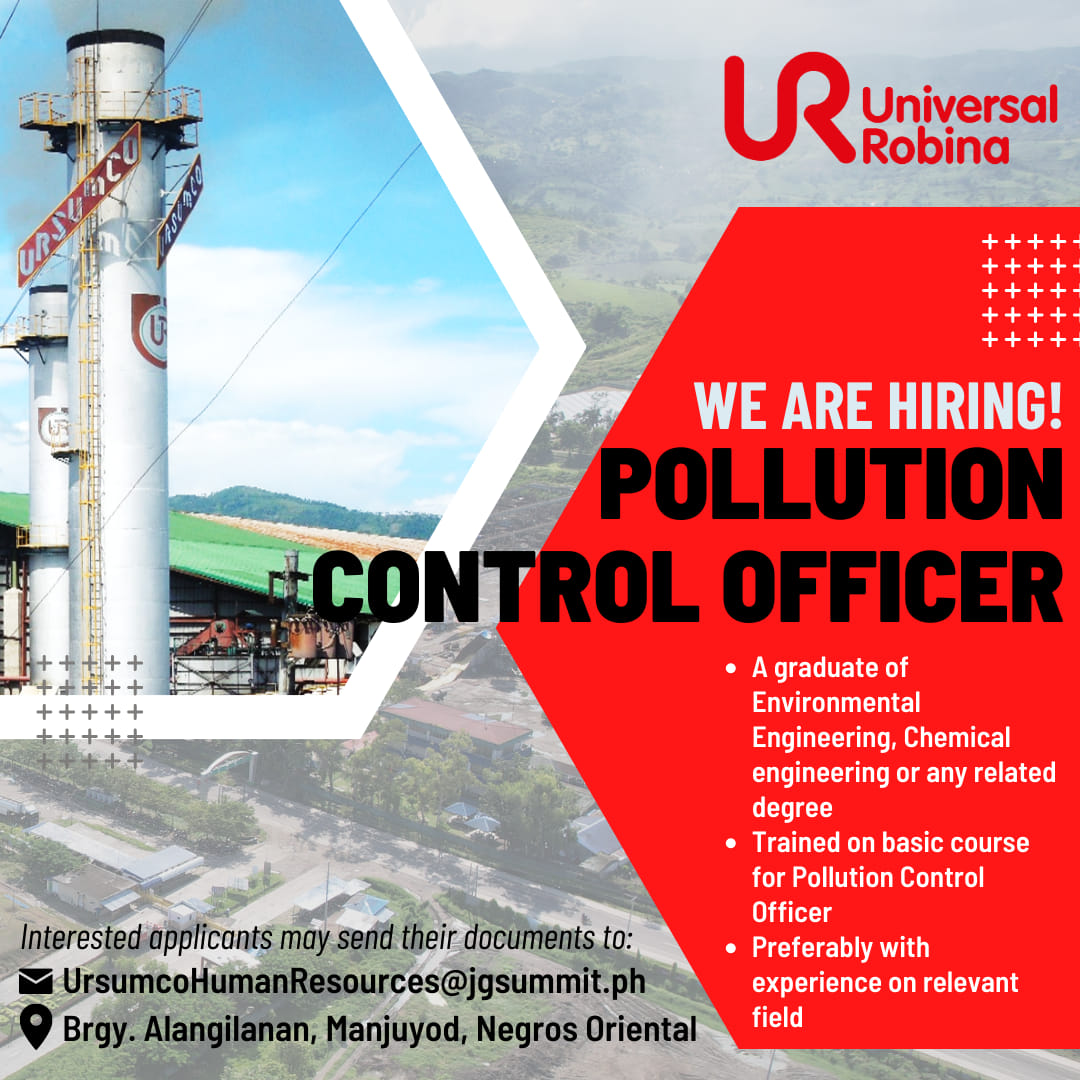 UR Universal
Robina
URSUMCO
URSUMCO
UR
UR
WE ARE HIRING!
POLLUTION
CONTROL OFFICER
• A graduate of
Environmental
Engineering, Chemical
engineering or any related
degree
• Trained on basic course
for Pollution Control
Officer
• Preferably with
experience on relevant
field
Interested applicants may send their documents to:
UrsumcoHumanResources@jgsummit.ph
Brgy. Alangilanan, Manjuyod, Negros Oriental